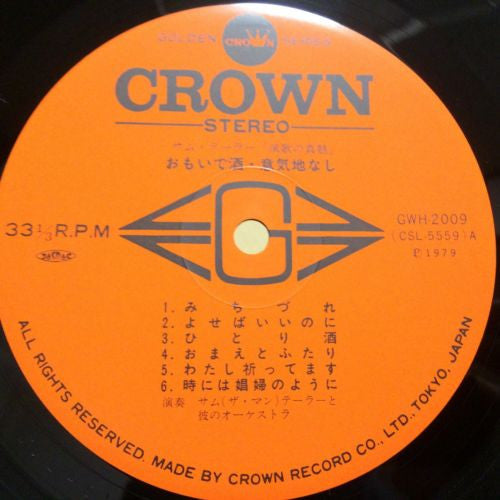 GOLDEN SERIES
CROWN
CROWN
STEREO
サム・テーラー「演歌の真髄」
おもいで酒・意気地なし
G
33 1/3 R.P.M
GWH-2009
(CSL-5559) A
Ⓟ1979
1. みちづれ
2. よせばいいのに
3. ひとり酒
4. おまえとふたり
5. わたし祈ってます
6. 時には娼婦のように
演奏 サム(ザ・マン)テーラーと
彼のオーケストラ
ALL RIGHTS RESERVED. MADE BY CROWN RECORD CO., LTD., TOKYO, JAPAN